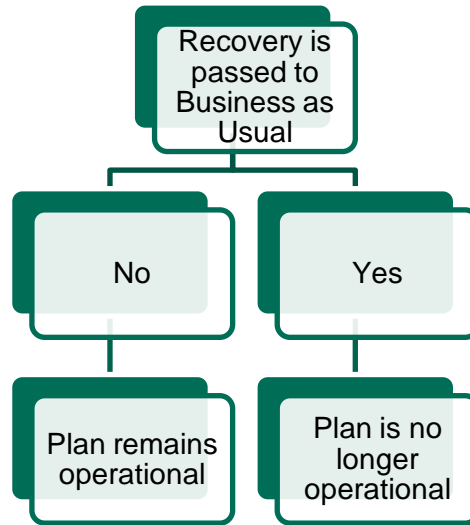 Recovery is
passed to
Business as
Usual
No
Yes
Plan remains
operational
Plan is no
longer
operational